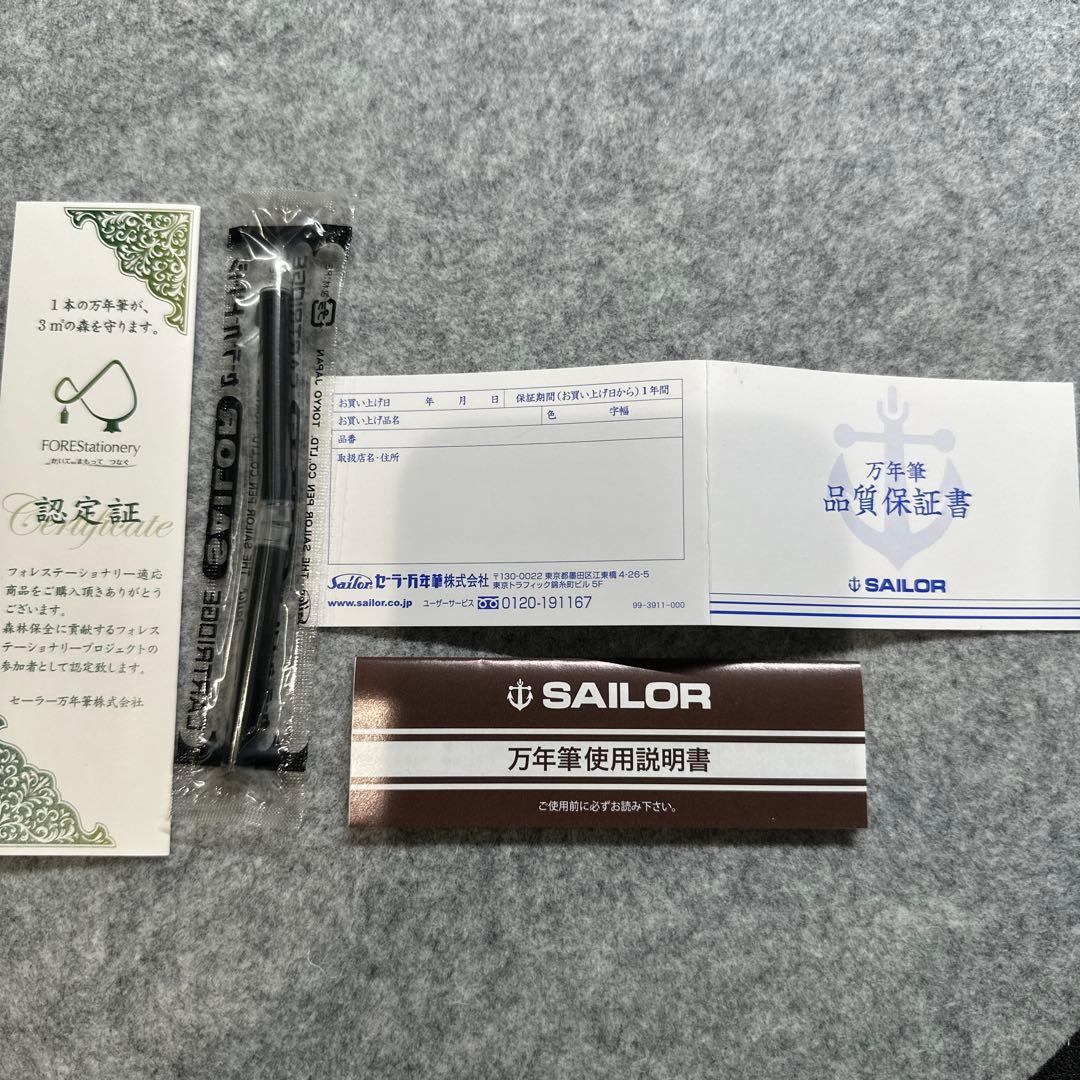 1本の万年筆が、
3㎡の森を守ります。
FOREStationery
かいて まもって つなぐ
Certificate
認定証
フォレステーショナリー適応
商品をご購入頂きありがとう
ございます。
森林保全に貢献するフォレス
テーショナリープロジェクトの
参加者として認定致します。
セーラー万年筆株式会社
THE SAILOR PEN CO.,LTD. TOKYO JAPAN
CARTRIDGE
お買い上げ日 年 月 日 保証期間(お買い上げ日から)1年間
お買い上げ品名 色 字幅
品番
取扱店名・住所
Sailor セーラー万年筆株式会社 〒130-0022 東京都墨田区江東橋 4-26-5
東京トラフィック錦糸町ビル 5F
www.sailor.co.jp ユーザーサービス 0120-191167 99-3911-000
万年筆
品質保証書
SAILOR
SAILOR
万年筆使用説明書
ご使用前に必ずお読み下さい。